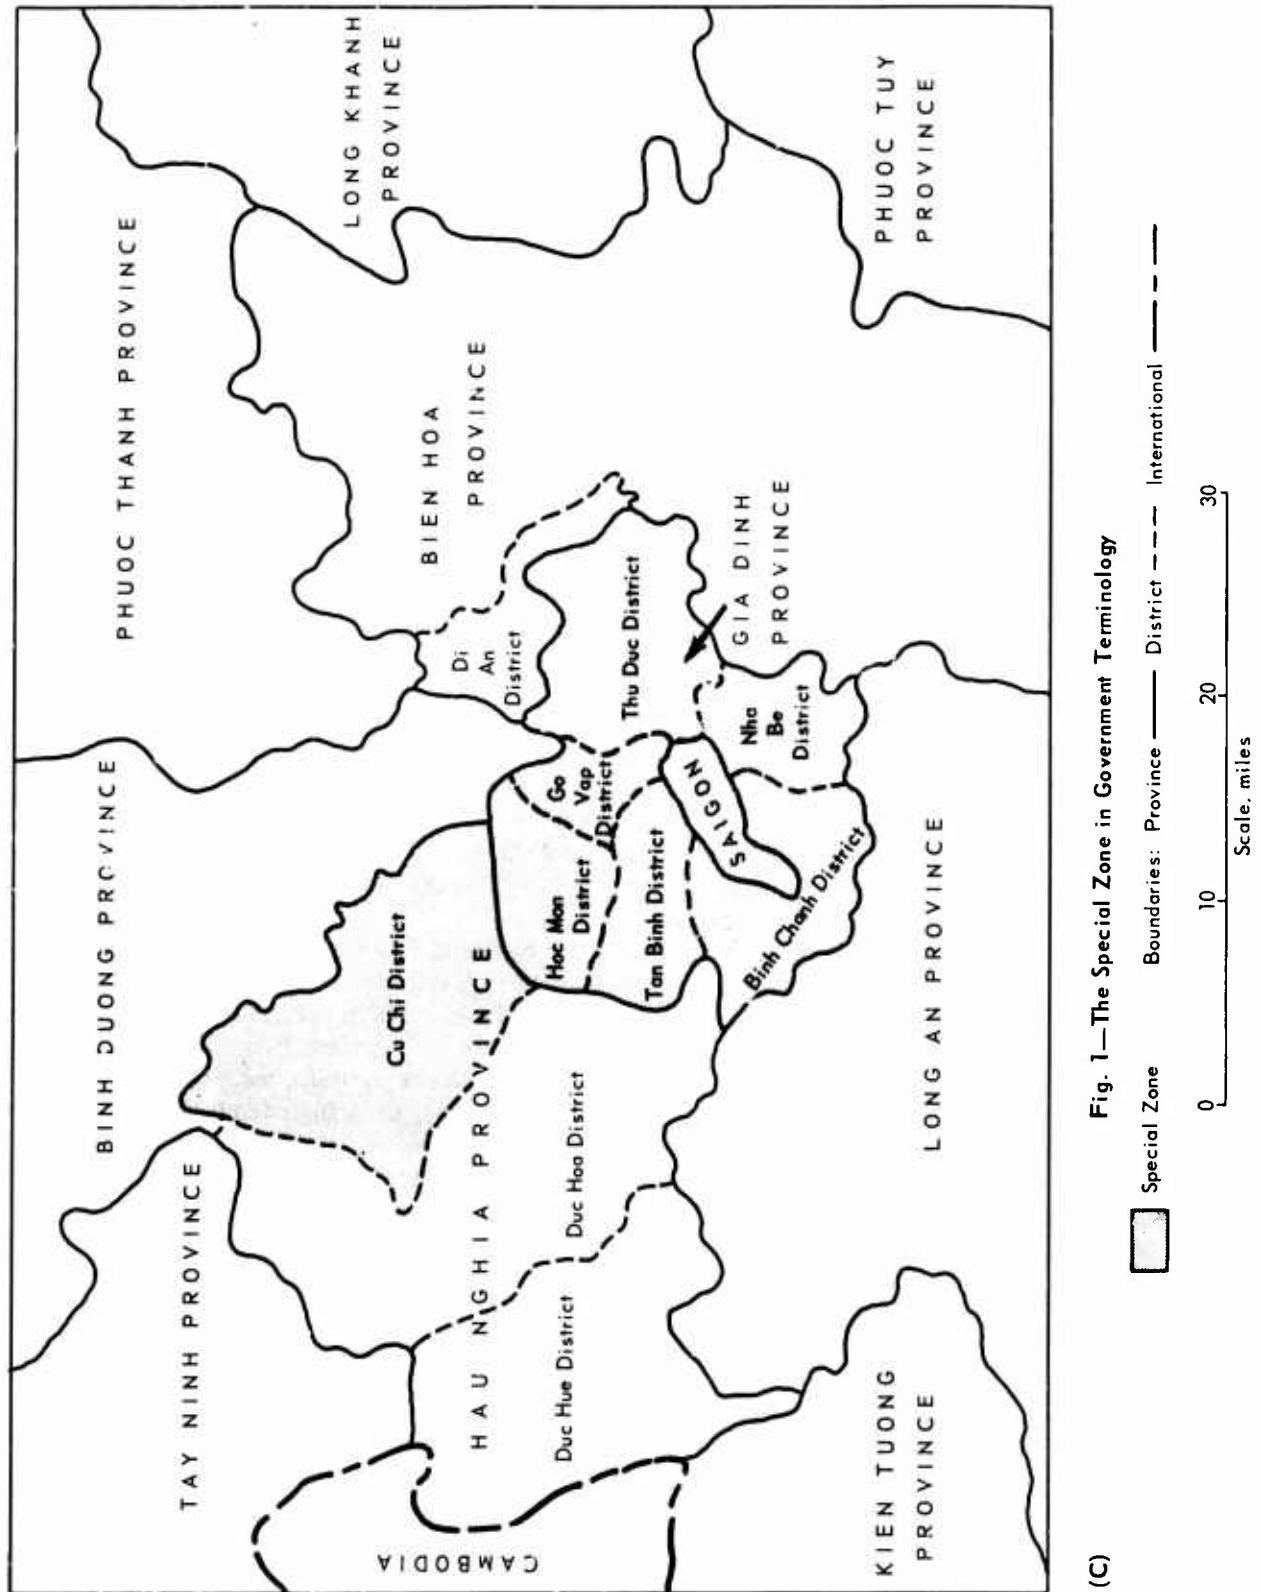 PHUOC THANH PROVINCE
BINH DUONG PROVINCE
TAY NINH PROVINCE
LONG KHANH
PROVINCE
BIEN HOA
PROVINCE
Di
An
District
Cu Chi District
HAU NGHIA PROVINCE
CAMBODIA
Hoc Mon
District
Go
Vap
District
Thu Duc District
Duc Hoa District
Duc Hue District
Tan Binh District
SAIGON
GIA DINH
PROVINCE
Nha
Be
District
Binh Chanh District
PHUOC TUY
PROVINCE
LONG AN PROVINCE
KIEN TUONG
PROVINCE
(C)
Fig. 1—The Special Zone in Government Terminology
Special Zone
Boundaries: Province District International
0 10 20 30
Scale, miles